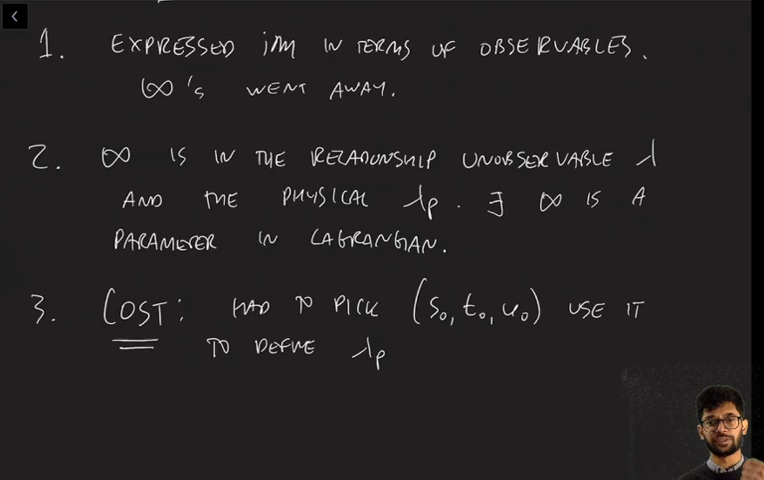 1. EXPRESSED iM IN TERMS OF OBSERVABLES.
∞'s WENT AWAY.
2. ∞ IS IN THE RELATIONSHIP UNOBSERVABLE λ
AND THE PHYSICAL λp. ∃ ∞ IS A
PARAMETER IN LAGRANGIAN.
3. COST: HAD TO PICK (s₀, t₀, u₀) USE IT
TO DEFINE λp